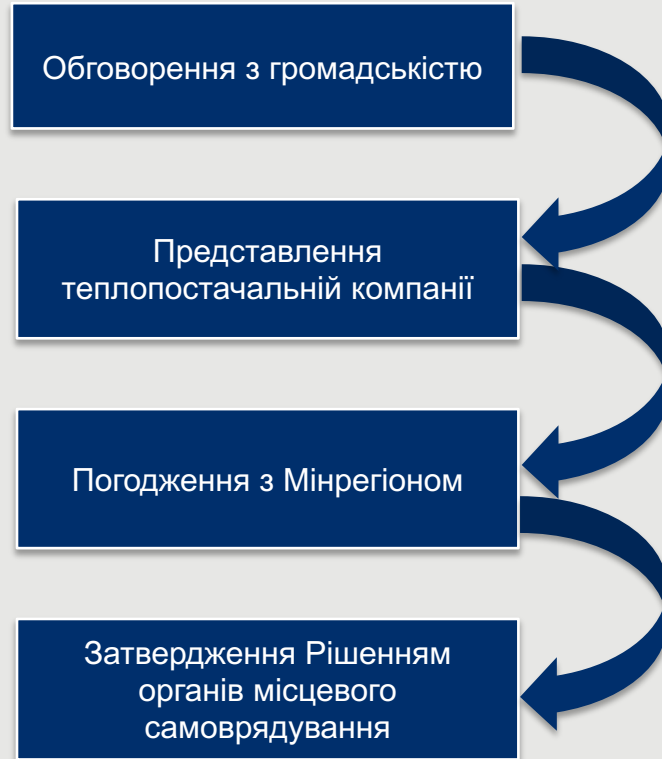 Обговорення з громадськістю
Представлення
теплопостачальній компанії
Погодження з Мінрегіоном
Затвердження Рішенням
органів місцевого
самоврядування